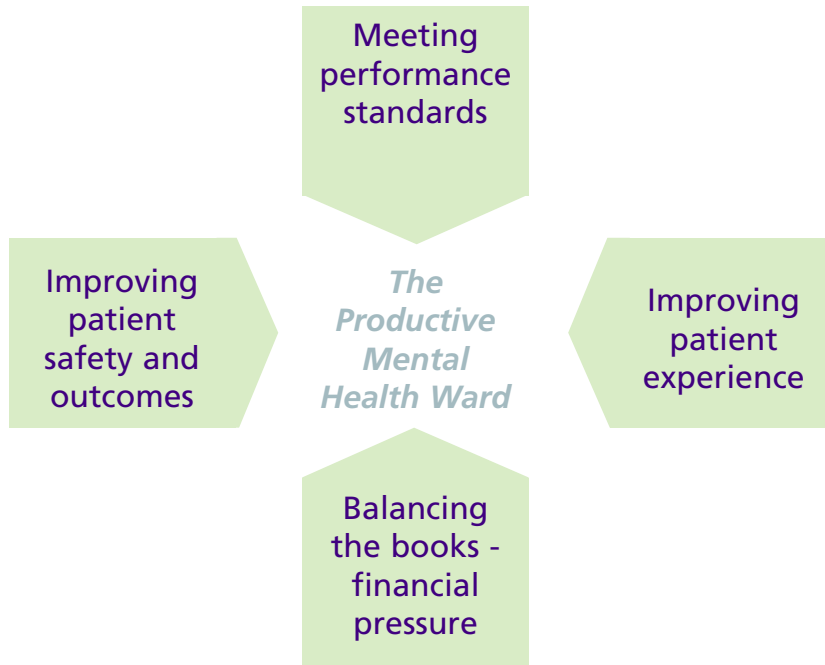 Meeting
performance
standards
Improving
patient
safety and
outcomes
The
Productive
Mental
Health Ward
Improving
patient
experience
Balancing
the books -
financial
pressure